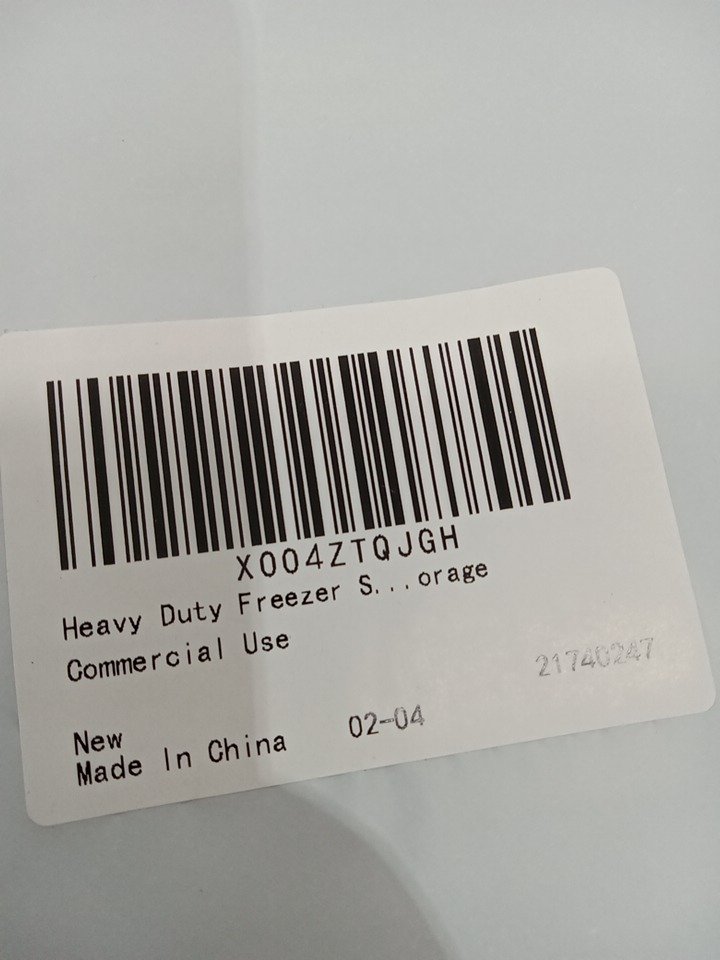 X004ZTQJGH
Heavy Duty Freezer S...orage
Commercial Use
21740247
New
Made In China 02-04